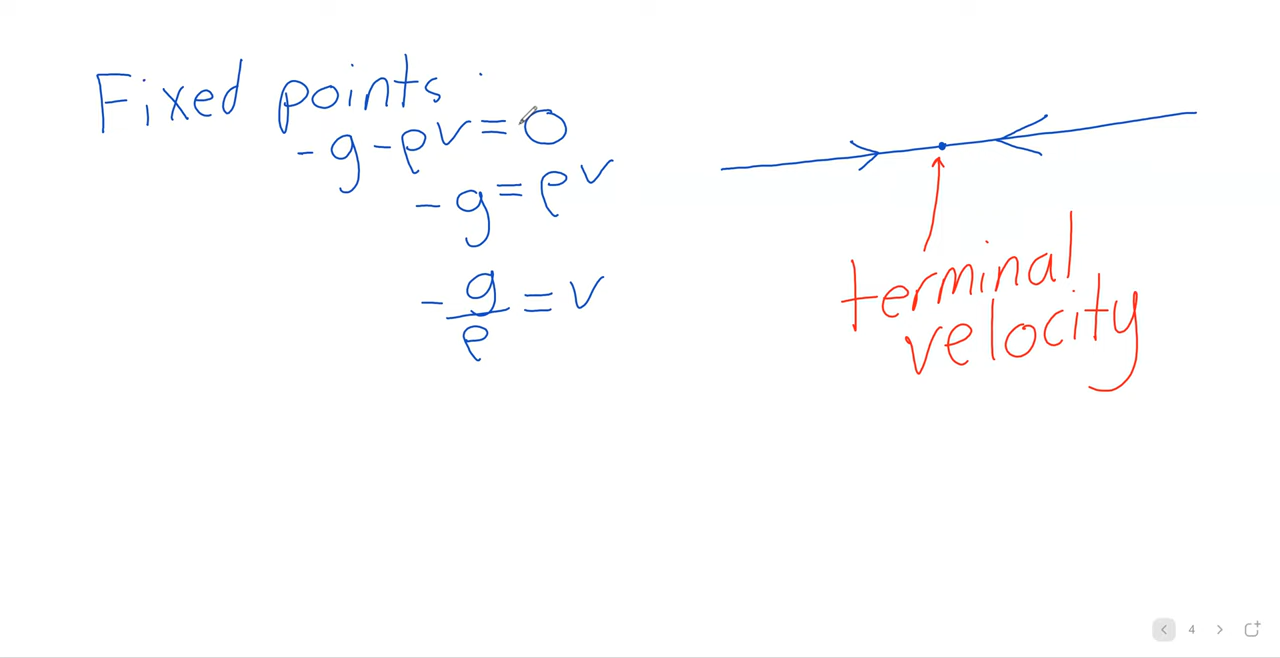 Fixed points
-g-ρv=0
-g=ρv
-g/ρ=v
terminal
velocity
4